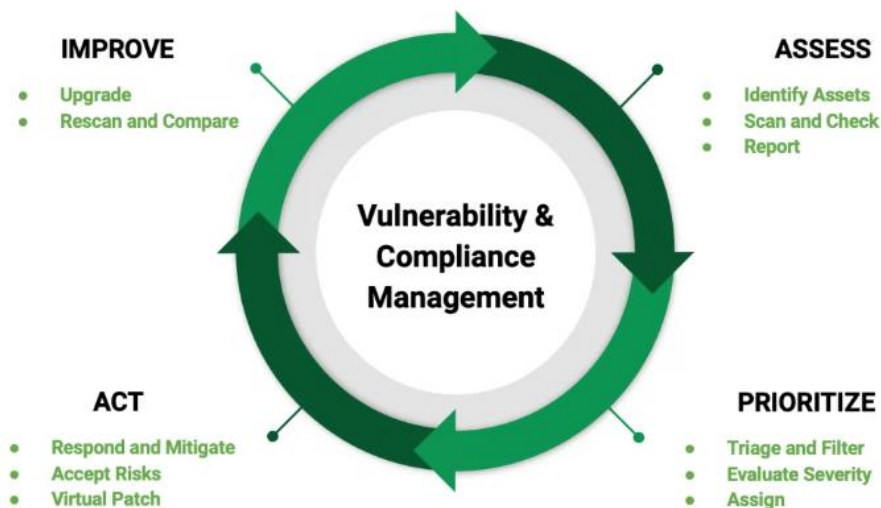 IMPROVE
• Upgrade
• Rescan and Compare
ASSESS
• Identify Assets
• Scan and Check
• Report
Vulnerability &
Compliance
Management
ACT
• Respond and Mitigate
• Accept Risks
• Virtual Patch
PRIORITIZE
• Triage and Filter
• Evaluate Severity
• Assign